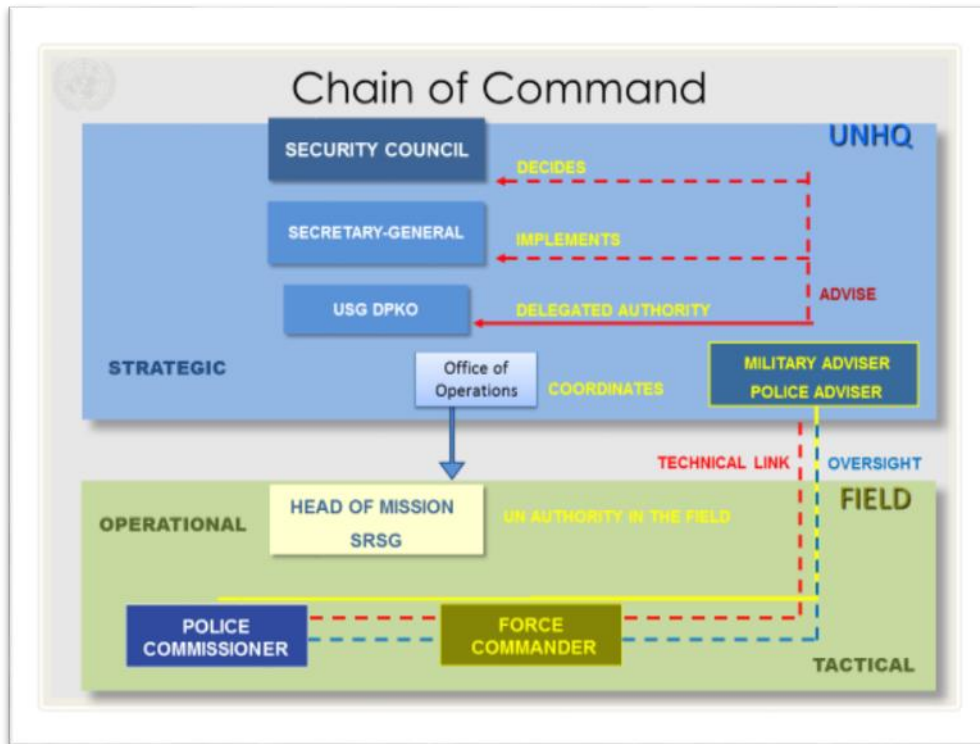 Chain of Command
UNHQ
SECURITY COUNCIL
DECIDES
SECRETARY-GENERAL
IMPLEMENTS
ADVISE
USG DPKO
DELEGATED AUTHORITY
STRATEGIC
Office of
Operations
COORDINATES
MILITARY ADVISER
POLICE ADVISER
TECHNICAL LINK
OVERSIGHT
FIELD
OPERATIONAL
HEAD OF MISSION
SRSG
UN AUTHORITY IN THE FIELD
POLICE
COMMISSIONER
FORCE
COMMANDER
TACTICAL